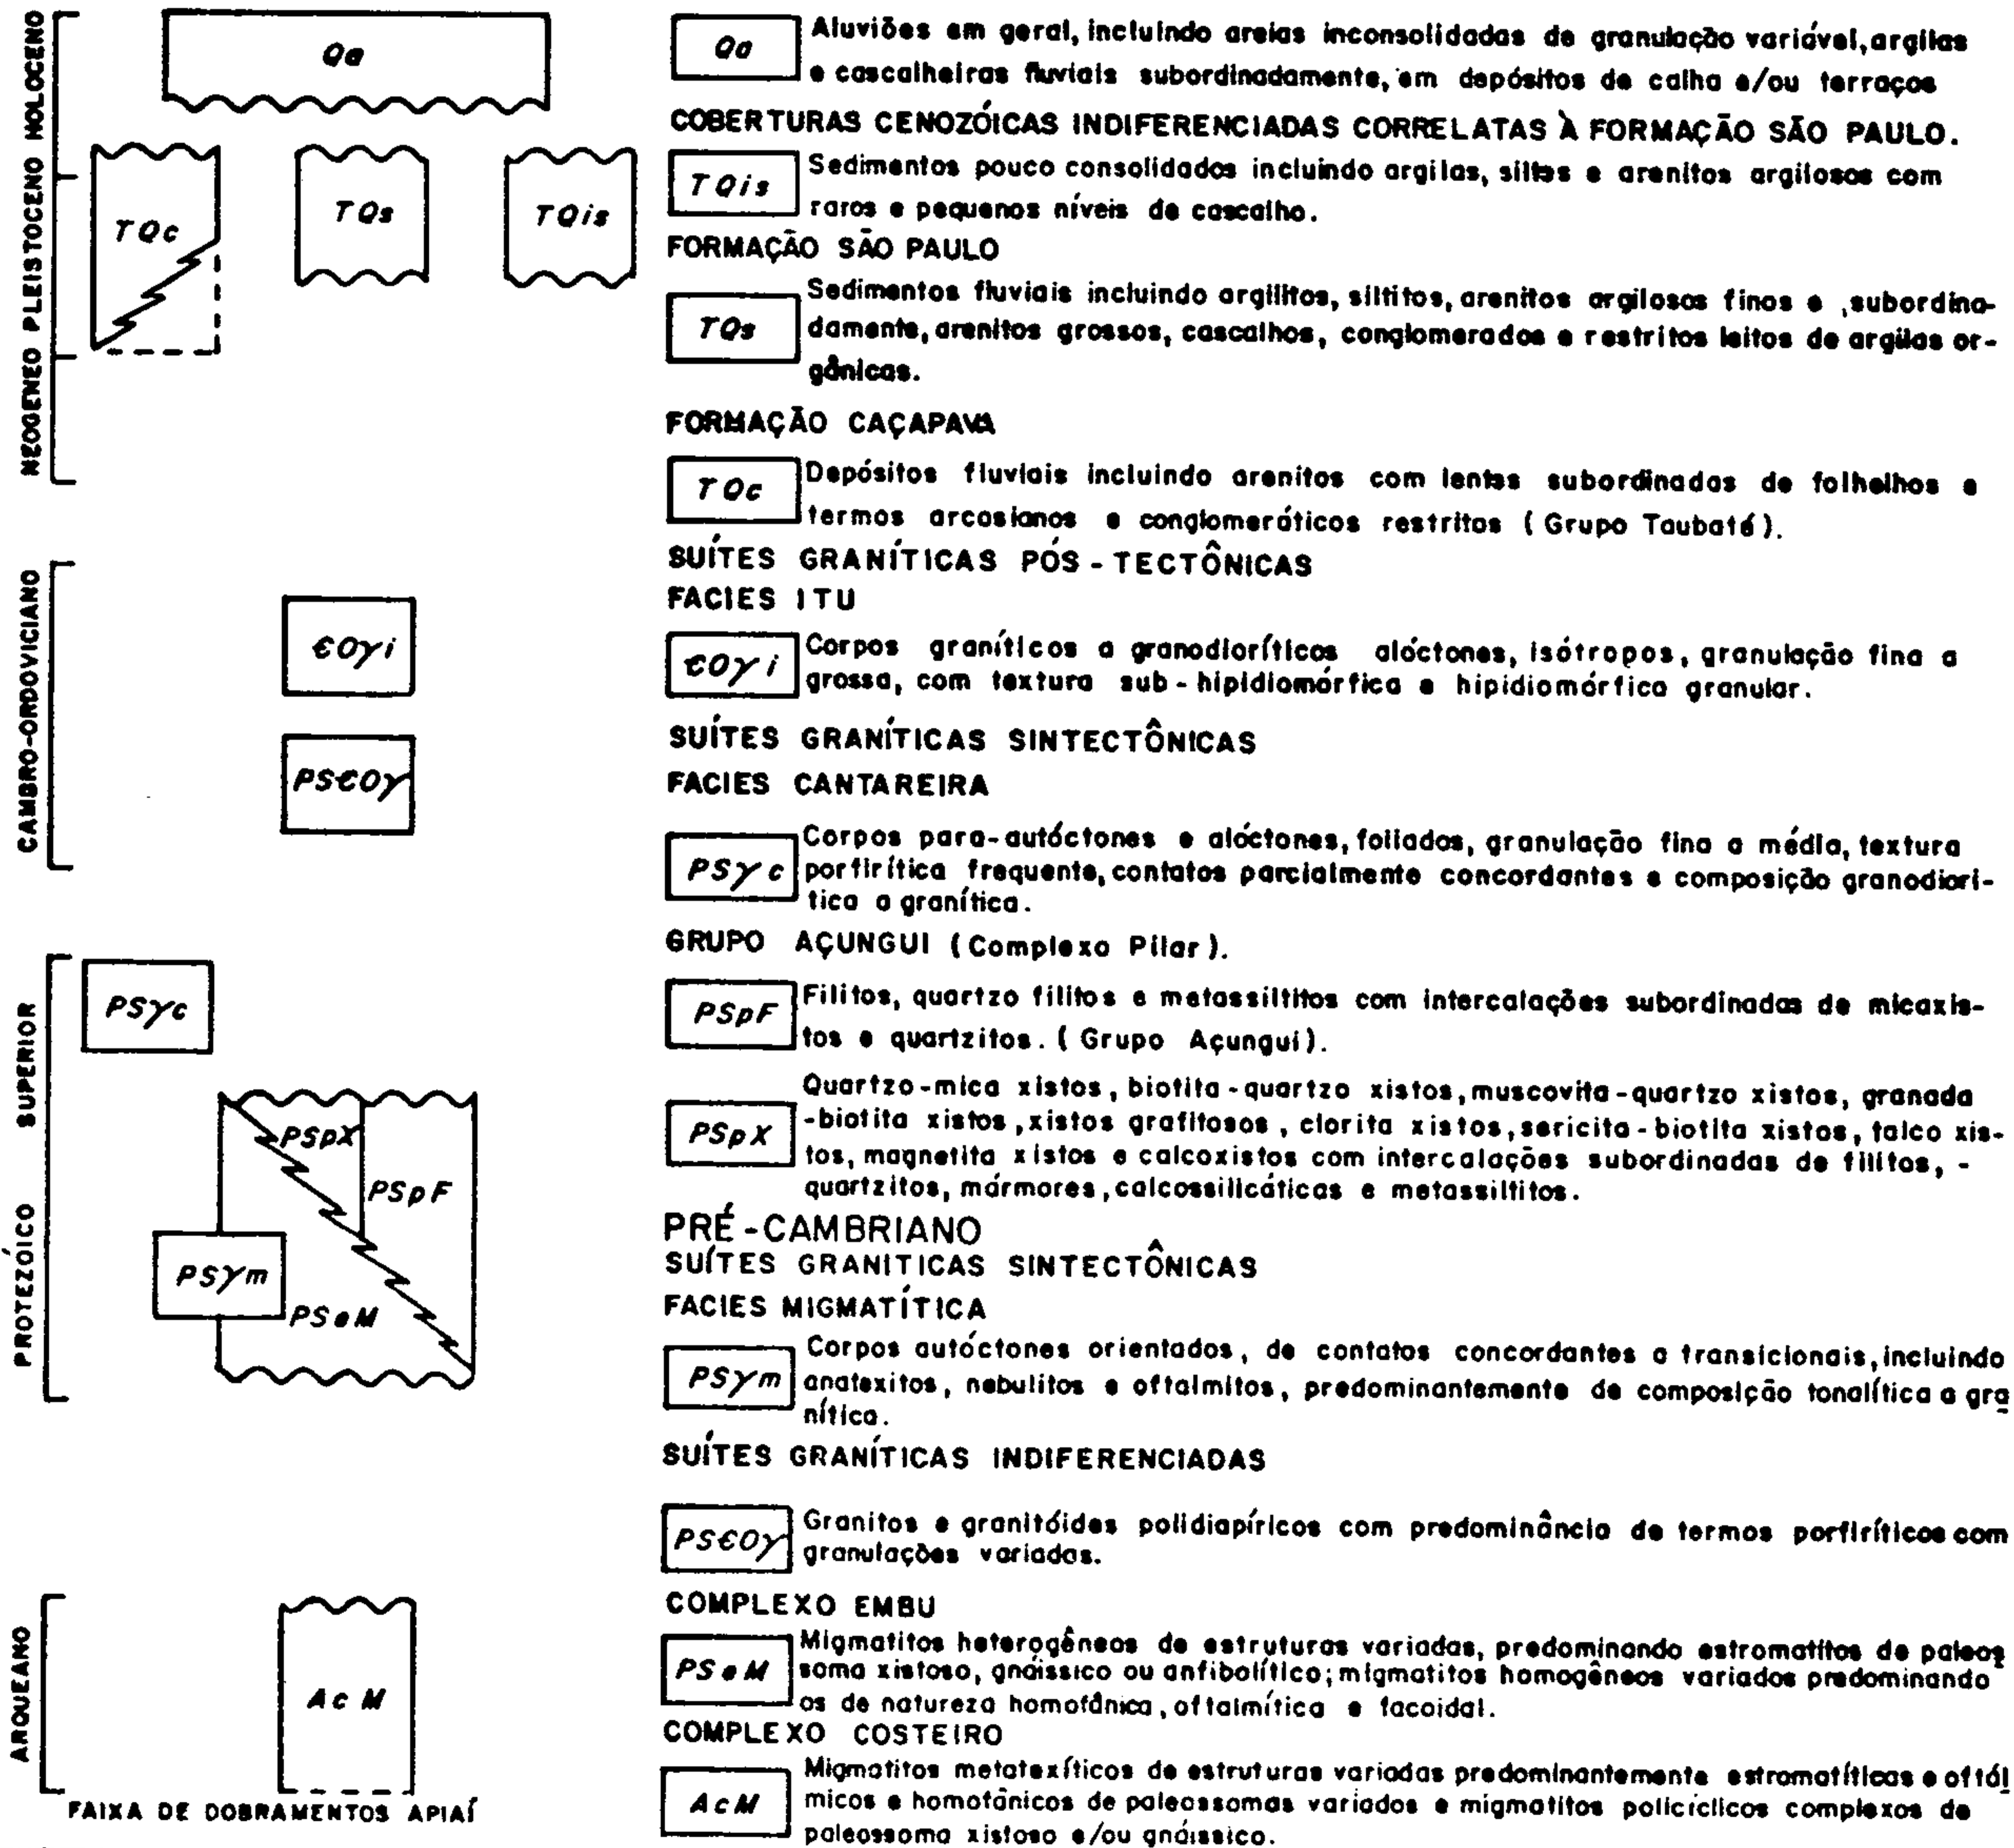 HOLOCENO
PLEISTOCENO
NEOGENEO
Qa
TQc
TQs
TQis
CAMBRO-ORDOVICIANO
ЄOγi
PSЄOγ
SUPERIOR
PROTEZÓICO
PSγc
PSpX
PSpF
PSγm
PSeM
ARQUEANO
AcM
FAIXA DE DOBRAMENTOS APIAÍ
Qa
Aluviões em geral, incluindo areias inconsolidadas de granulação variável, argilas
e cascalheiras fluviais subordinadamente, em depósitos de calha e/ou terraços
COBERTURAS CENOZÓICAS INDIFERENCIADAS CORRELATAS À FORMAÇÃO SÃO PAULO.
TQis
Sedimentos pouco consolidados incluindo argilas, siltes e arenitos argilosos com
raros e pequenos níveis de cascalho.
FORMAÇÃO SÃO PAULO
TQs
Sedimentos fluviais incluindo argilitos, siltitos, arenitos argilosos finos e ,subordina-
damente, arenitos grossos, cascalhos, conglomerados e restritos leitos de argilas or-
gânicas.
FORMAÇÃO CAÇAPAVA
TQc
Depósitos fluviais incluindo arenitos com lentes subordinadas de folhelhos e
termos arcosianos e conglomeráticos restritos (Grupo Taubaté).
SUÍTES GRANÍTICAS PÓS-TECTÔNICAS
FACIES ITU
ЄOγi
Corpos graníticos a granodioríticos alóctones, isótropos, granulação fina a
grossa, com textura sub-hipidiomórfica e hipidiomórfica granular.
SUÍTES GRANÍTICAS SINTECTÔNICAS
FACIES CANTAREIRA
PSγc
Corpos para-autóctones e alóctones, foliados, granulação fina a média, textura
porfirítica frequente, contatos parcialmente concordantes e composição granodiorí-
tica a granítica.
GRUPO AÇUNGUI (Complexo Pilar).
PSpF
Filitos, quartzo filitos e metassiltitos com intercalações subordinadas de micaxis-
tos e quartzitos. (Grupo Açungui).
PSpX
Quartzo-mica xistos, biotita-quartzo xistos, muscovita-quartzo xistos, granada
-biotita xistos, xistos grafitosos, clorita xistos, sericita-biotita xistos, talco xis-
tos, magnetita xistos e calcoxistos com intercalações subordinadas de filitos, -
quartzitos, mármores, calcossilicáticas e metassiltitos.
PRÉ-CAMBRIANO
SUÍTES GRANÍTICAS SINTECTÔNICAS
FACIES MIGMATÍTICA
PSγm
Corpos autóctones orientados, de contatos concordantes a transicionais, incluindo
anatexitos, nebulitos e oftalmitos, predominantemente de composição tonalítica a gra
nítica.
SUÍTES GRANÍTICAS INDIFERENCIADAS
PSЄOγ
Granitos e granitóides polidiapíricos com predominância de termos porfiríticos com
granulações variadas.
COMPLEXO EMBU
PSeM
Migmatitos heterogêneos de estruturas variadas, predominando estromatitos de paleos
soma xistoso, gnáissico ou anfibolítico; migmatitos homogêneos variados predominando
os de natureza homofânica, oftalmítica e facoidal.
COMPLEXO COSTEIRO
AcM
Migmatitos metatexíticos de estruturas variadas predominantemente estromatíticas e oftál
micos e homofânicos de paleossomas variados e migmatitos policíclicos complexos de
paleossoma xistoso e/ou gnáissico.